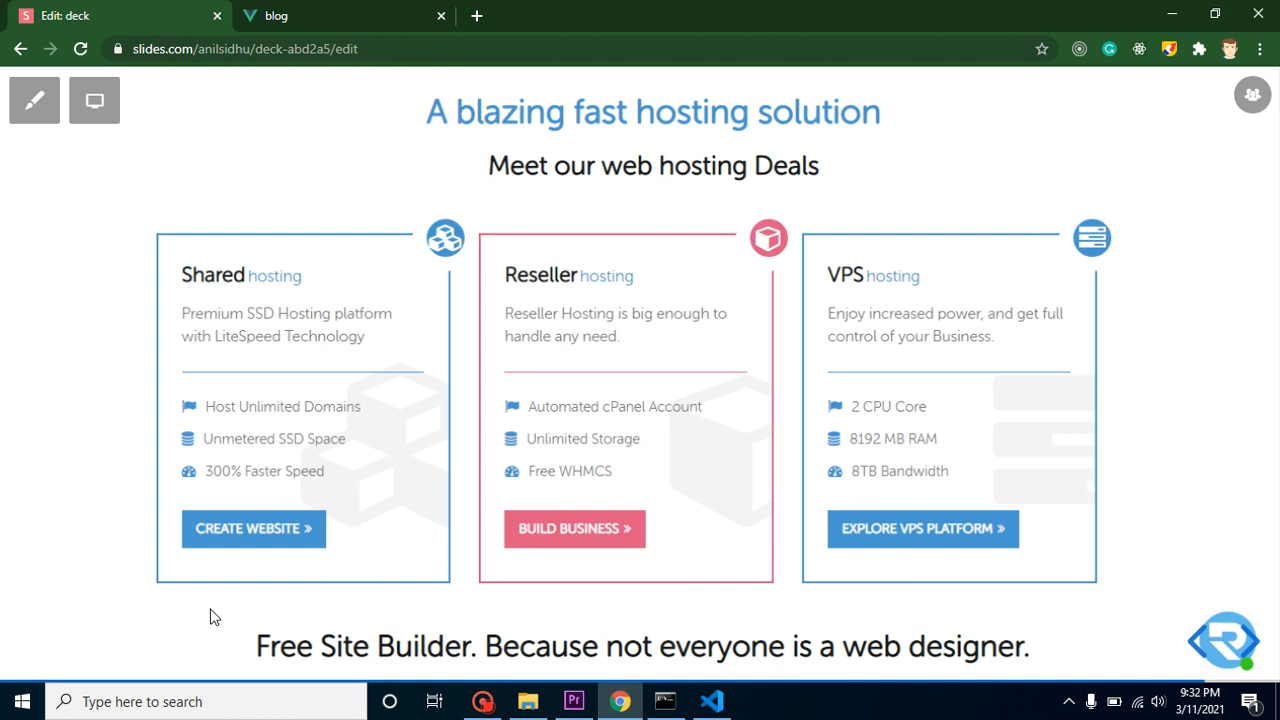 Edit: deck
blog
slides.com/anilsidhu/deck-abd2a5/edit
A blazing fast hosting solution
Meet our web hosting Deals
Shared hosting
Premium SSD Hosting platform
with LiteSpeed Technology
Host Unlimited Domains
Unmetered SSD Space
300% Faster Speed
CREATE WEBSITE »
Reseller hosting
Reseller Hosting is big enough to
handle any need.
Automated cPanel Account
Unlimited Storage
Free WHMCS
BUILD BUSINESS »
VPS hosting
Enjoy increased power, and get full
control of your Business.
2 CPU Core
8192 MB RAM
8TB Bandwidth
EXPLORE VPS PLATFORM »
Free Site Builder. Because not everyone is a web designer.
Type here to search
Pr
9:32 PM
3/11/2021
1